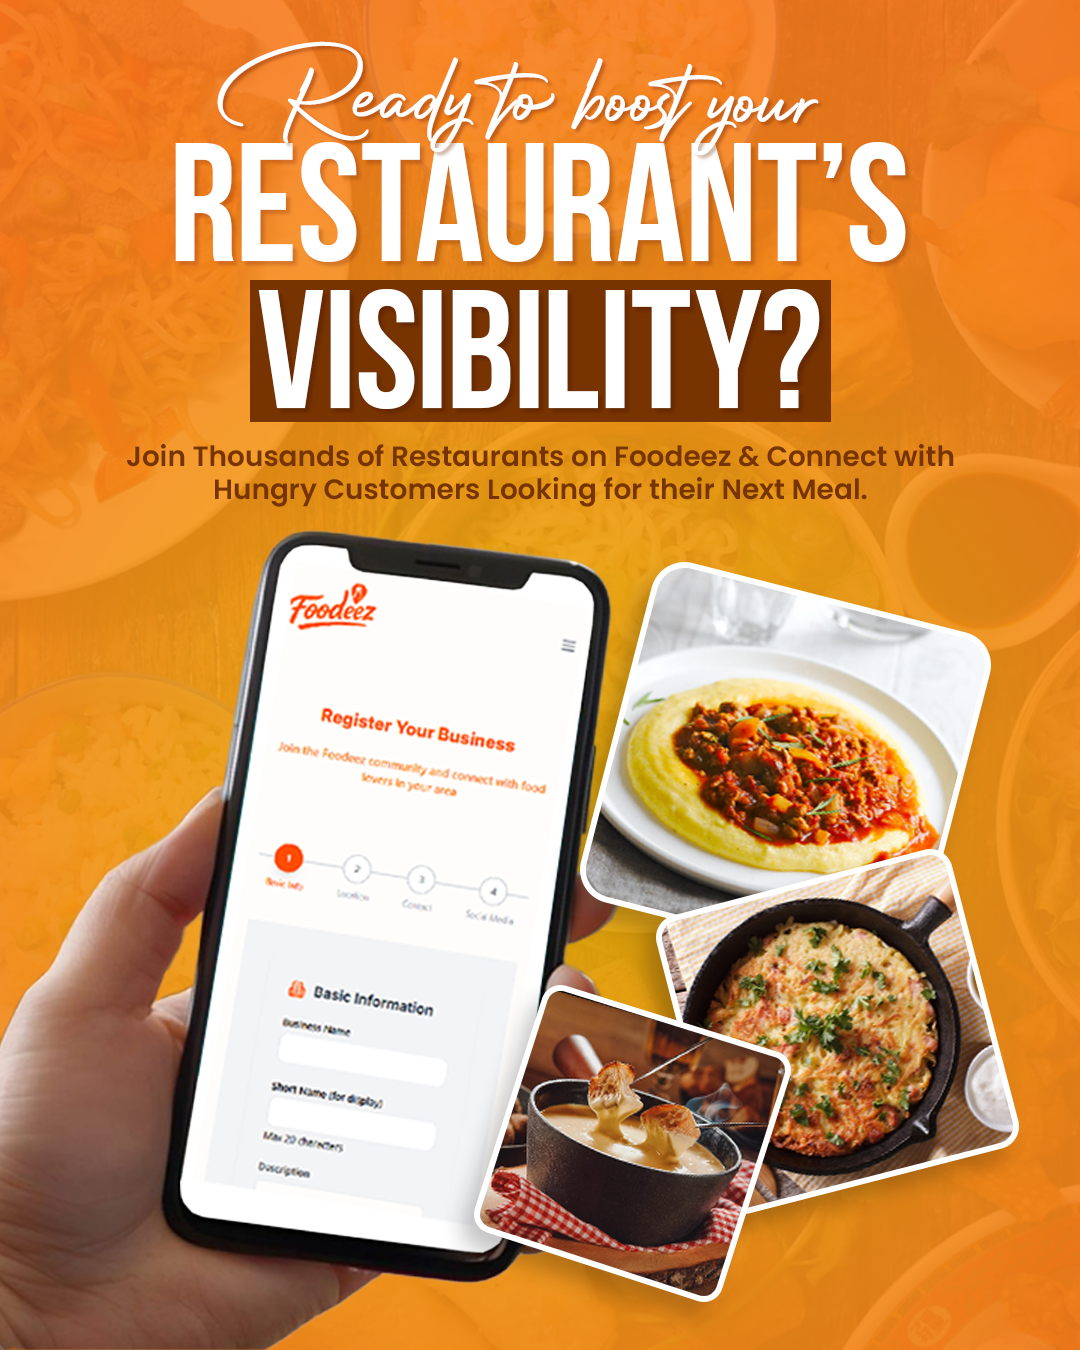 Ready to boost your
RESTAURANT'S
VISIBILITY?
Join Thousands of Restaurants on Foodeez & Connect with
Hungry Customers Looking for their Next Meal.
Foodeez
Register Your Business
Join the Foodeez community and connect with food
lovers in your area
1
2
3
4
Basic Info
Location
Contact
Social Media
Basic Information
Business Name
Short Name (for display)
Max 20 characters
Description